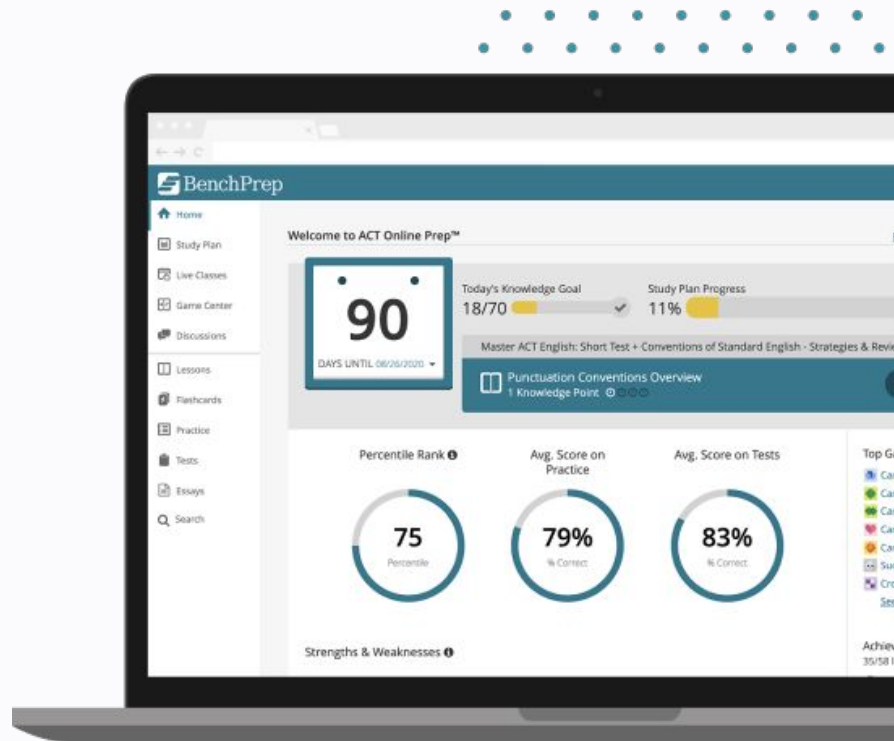 BenchPrep
Home
Study Plan
Live Classes
Game Center
Discussions
Lessons
Flashcards
Practice
Tests
Essays
Search
Welcome to ACT Online Prep™
90
DAYS UNTIL 08/26/2020
Today's Knowledge Goal
18/70
Study Plan Progress
11%
Master ACT English: Short Test + Conventions of Standard English - Strategies &
Punctuation Conventions Overview
1 Knowledge Point
Percentile Rank
75
Percentile
Avg. Score on
Practice
79%
% Correct
Avg. Score on Tests
83%
% Correct
Top
Strengths & Weaknesses
35/58